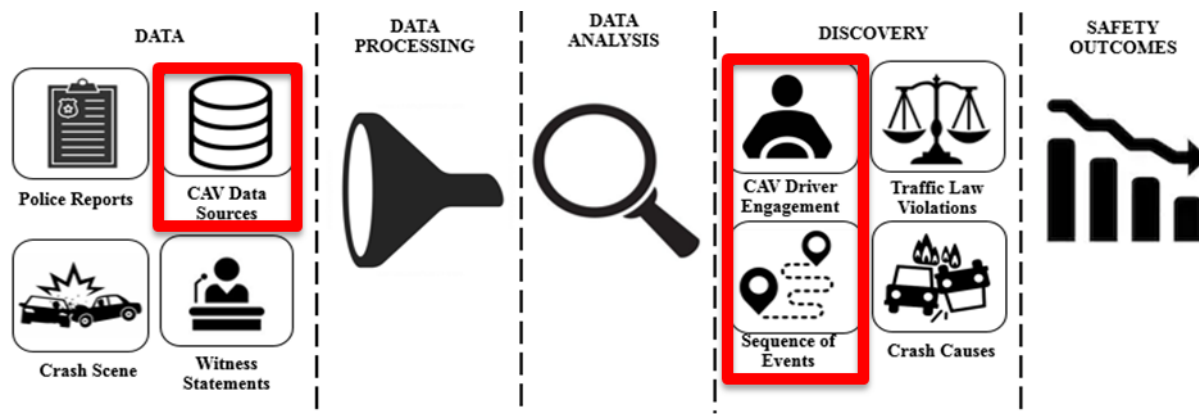 DATA
Police Reports
CAV Data
Sources
Crash Scene
Witness
Statements
DATA
PROCESSING
DATA
ANALYSIS
DISCOVERY
CAV Driver
Engagement
Traffic Law
Violations
Sequence of
Events
Crash Causes
SAFETY
OUTCOMES